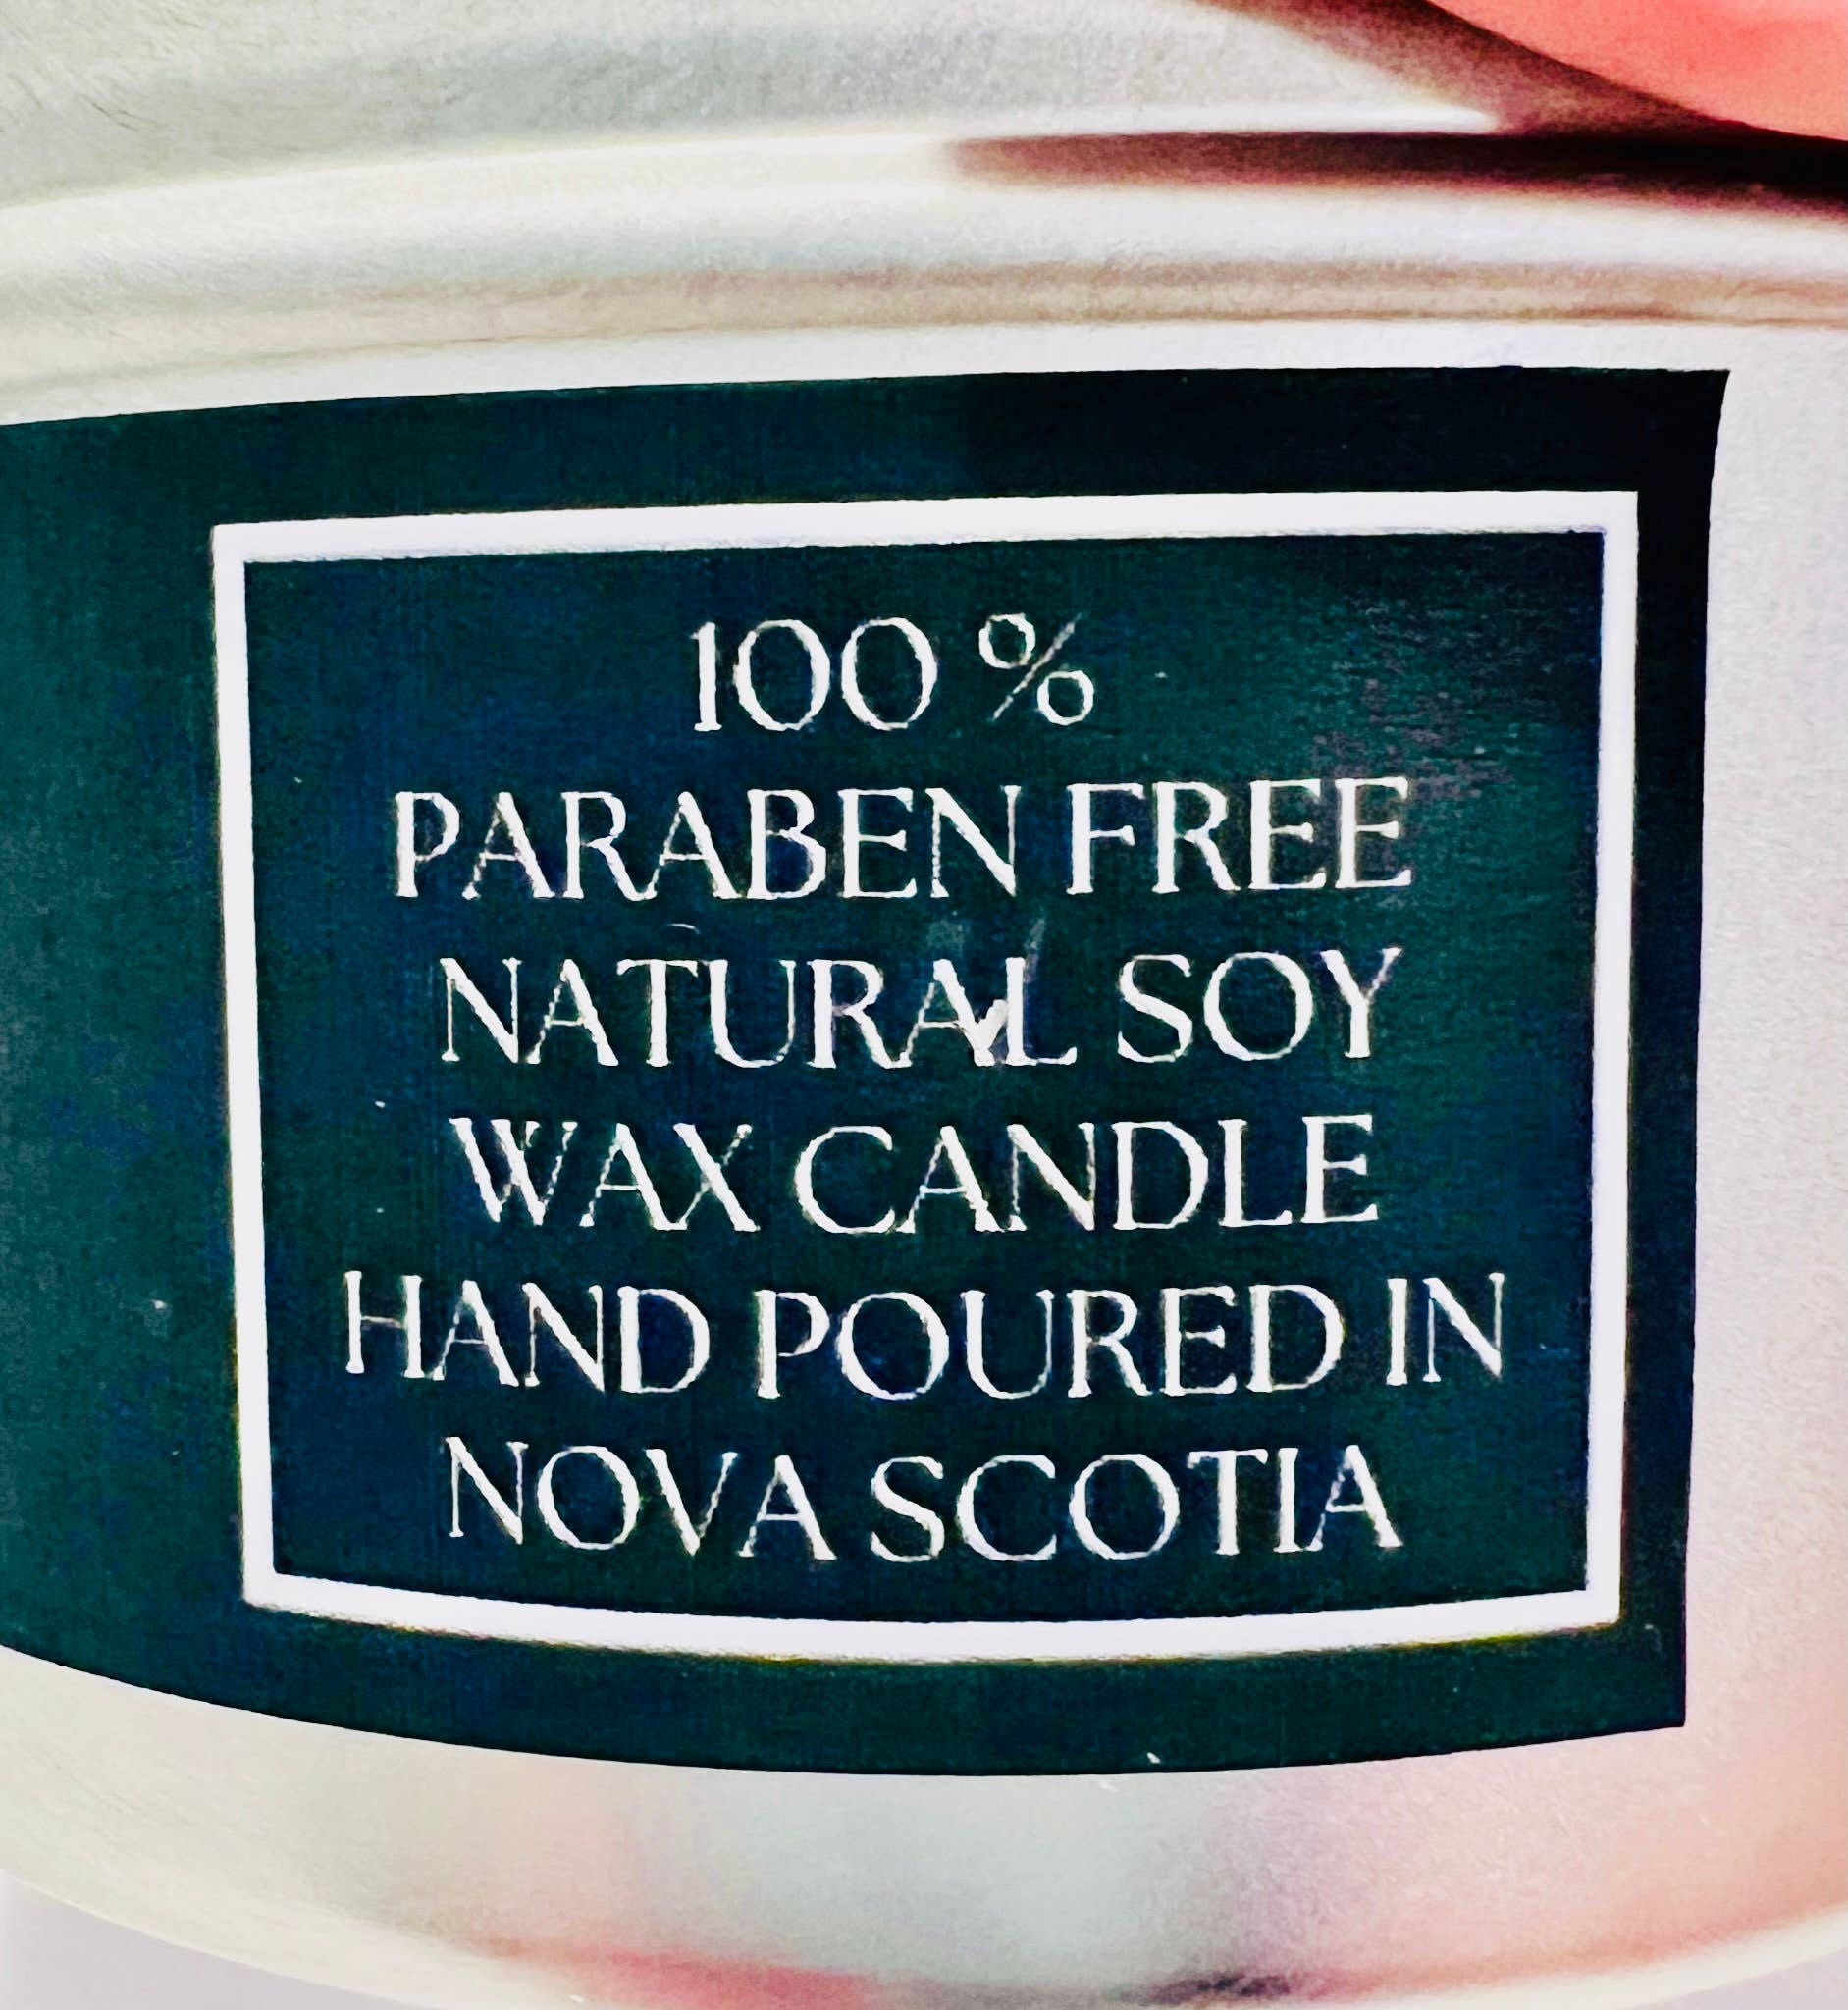 100 %
PARABEN FREE
NATURAL SOY
WAX CANDLE
HAND POURED IN
NOVA SCOTIA